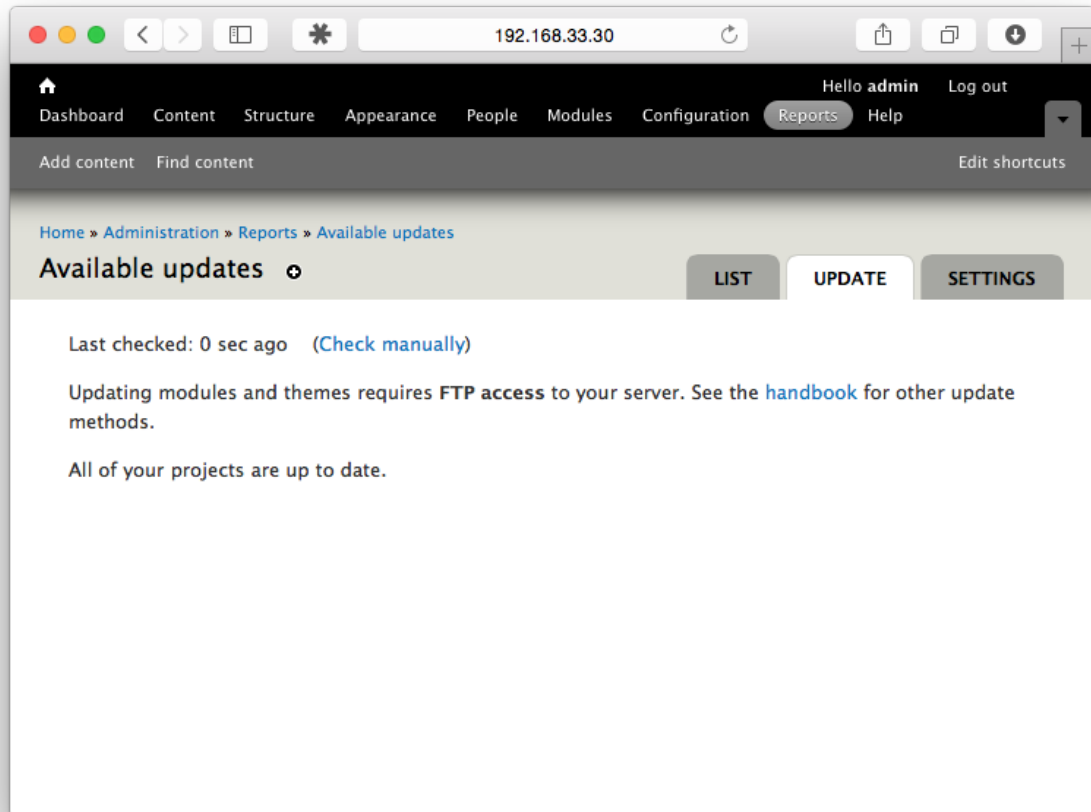 192.168.33.30
Hello admin Log out
Dashboard Content Structure Appearance People Modules Configuration Reports Help
Add content Find content Edit shortcuts
Home » Administration » Reports » Available updates
Available updates
LIST UPDATE SETTINGS
Last checked: 0 sec ago (Check manually)
Updating modules and themes requires FTP access to your server. See the handbook for other update
methods.
All of your projects are up to date.